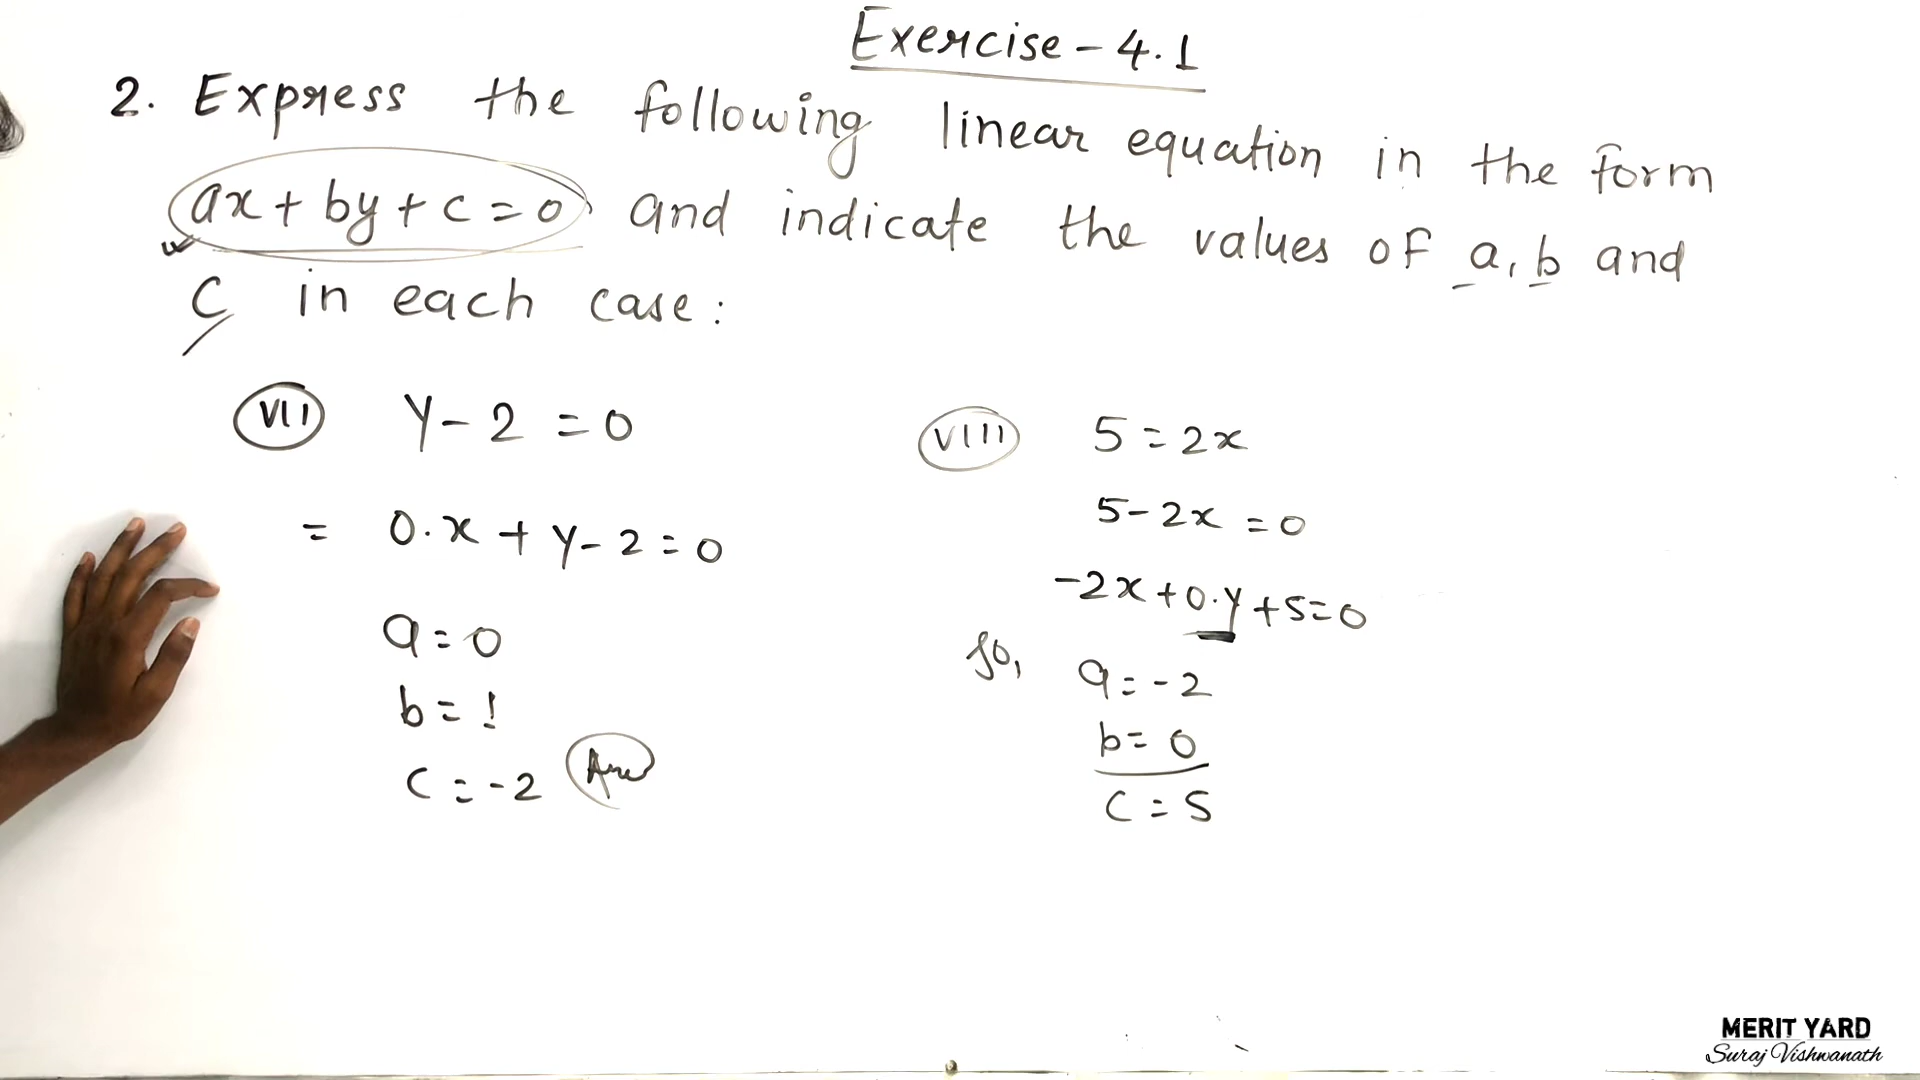 Exercise - 4.1
2. Express the following linear equation in the form
ax + by + c = 0 and indicate the values of a, b and
c in each case:
VII y - 2 = 0
= 0.x + y - 2 = 0
a = 0
b = 1
c = -2 Ans
VIII 5 = 2x
5 - 2x = 0
-2x + 0.y + 5 = 0
So, a = -2
b = 0
c = 5
MERIT YARD
Suraj Vishwanath